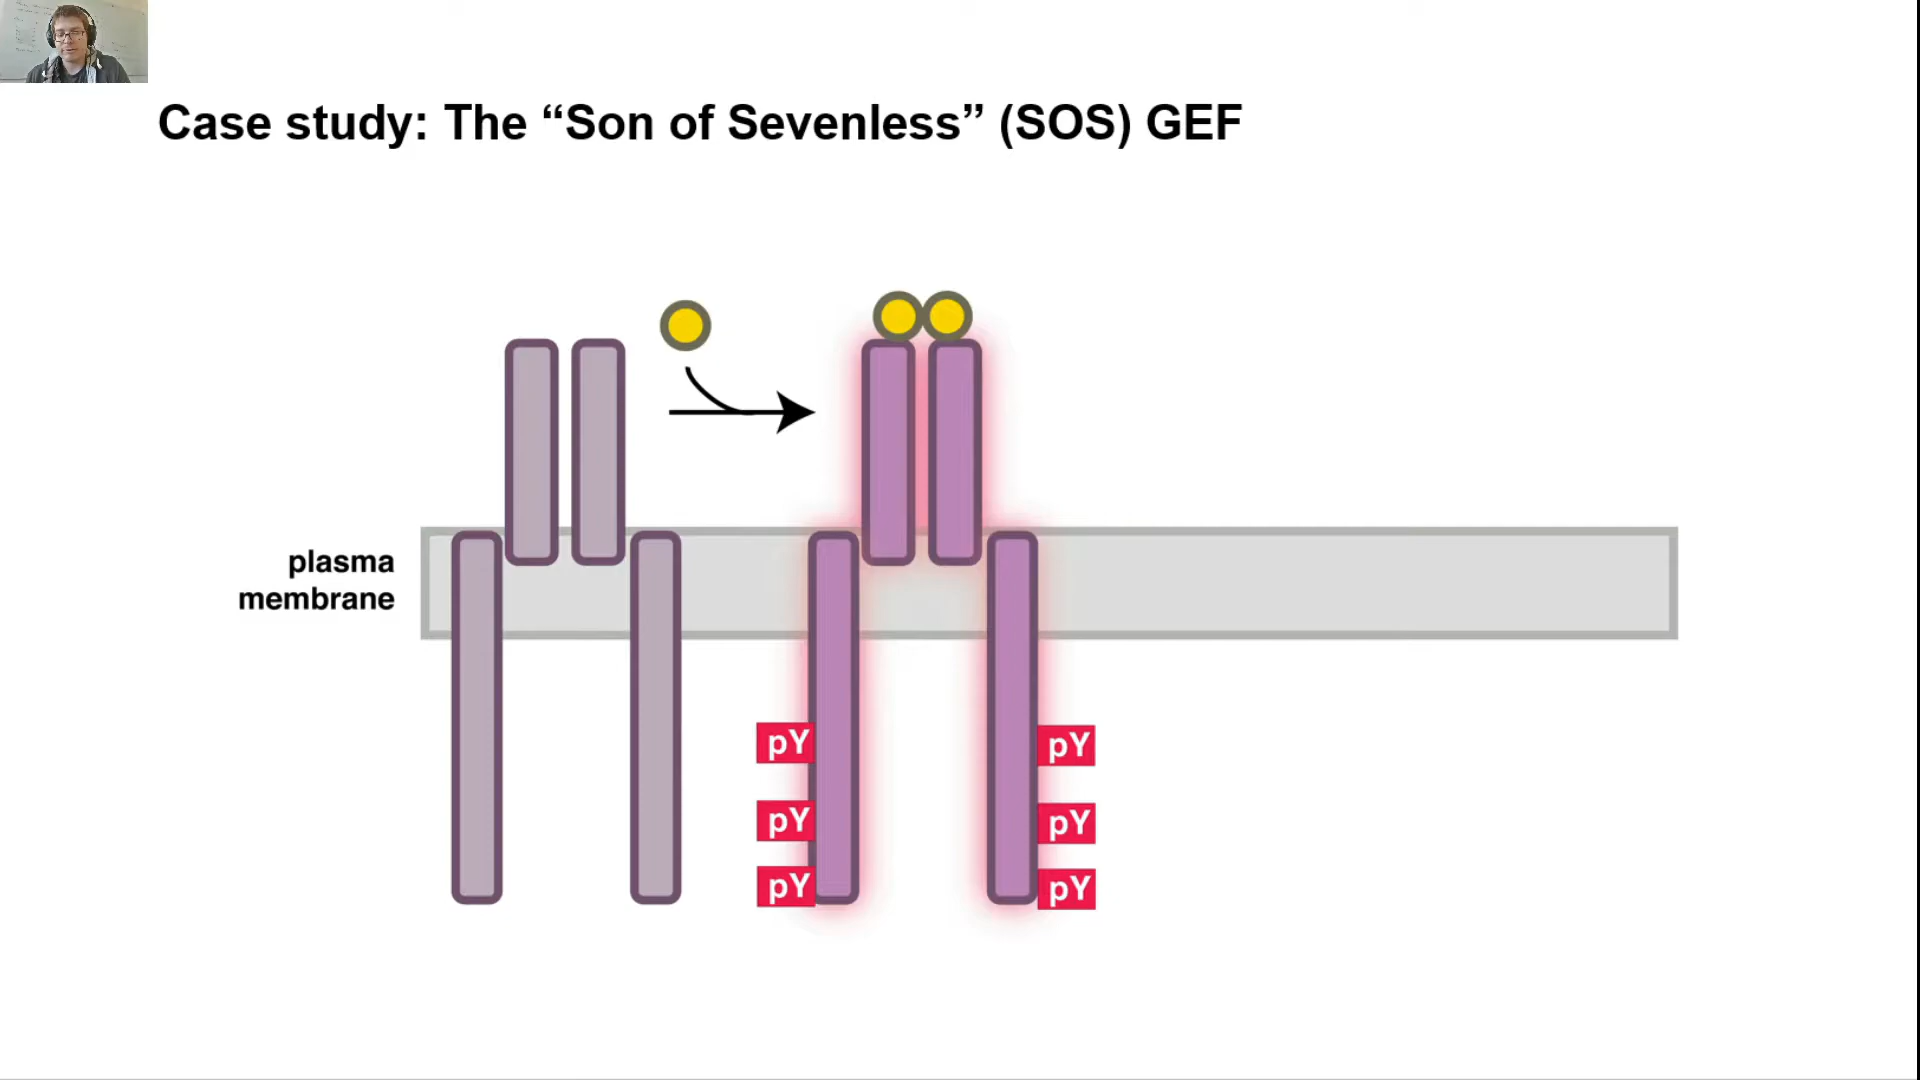 Case study: The “Son of Sevenless” (SOS) GEF
plasma
membrane
pY
pY
pY
pY
pY
pY